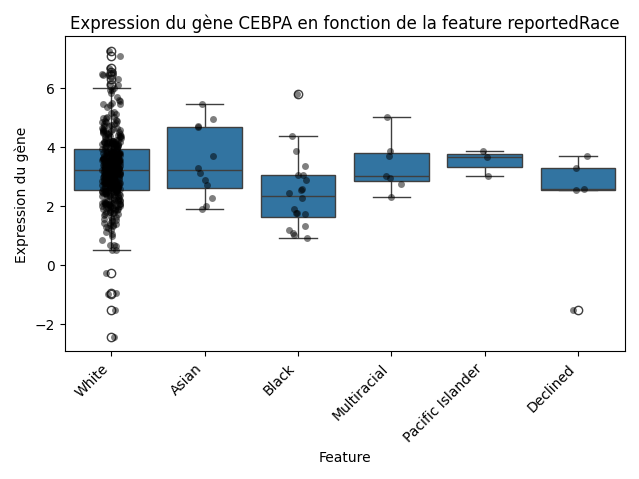 Expression du gène CEBPA en fonction de la feature reportedRace
Expression du gène
6
4
2
0
−2
White
Asian
Black
Multiracial
Pacific Islander
Declined
Feature